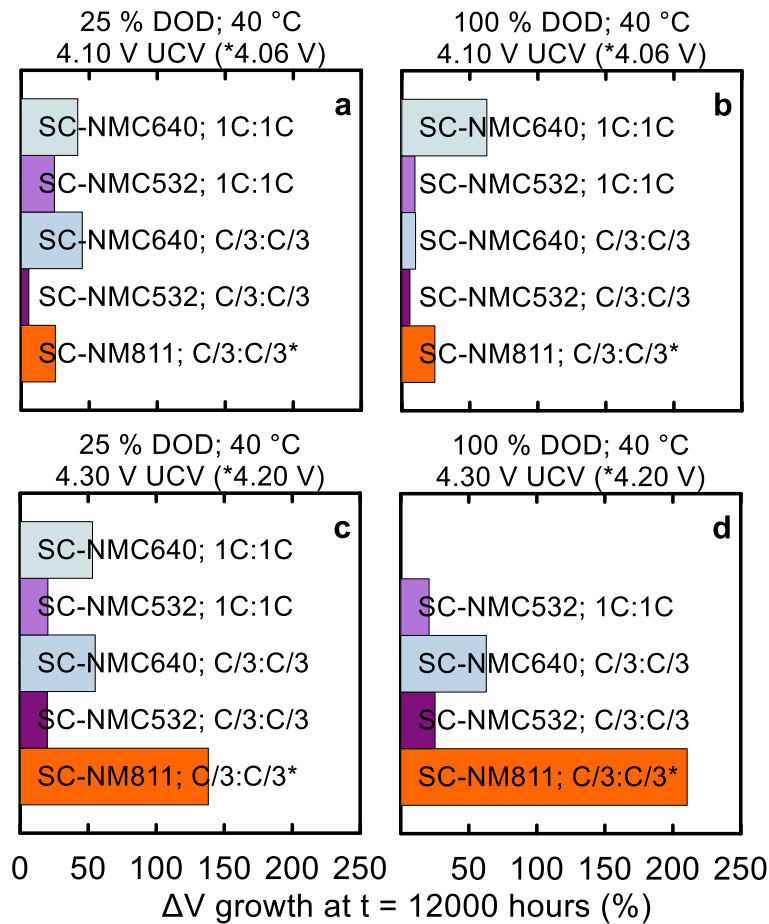 25 % DOD; 40 °C
4.10 V UCV (*4.06 V)
a
SC-NMC640; 1C:1C
SC-NMC532; 1C:1C
SC-NMC640; C/3:C/3
SC-NMC532; C/3:C/3
SC-NM811; C/3:C/3*
100 % DOD; 40 °C
4.10 V UCV (*4.06 V)
b
SC-NMC640; 1C:1C
SC-NMC532; 1C:1C
SC-NMC640; C/3:C/3
SC-NMC532; C/3:C/3
SC-NM811; C/3:C/3*
25 % DOD; 40 °C
4.30 V UCV (*4.20 V)
c
SC-NMC640; 1C:1C
SC-NMC532; 1C:1C
SC-NMC640; C/3:C/3
SC-NMC532; C/3:C/3
SC-NM811; C/3:C/3*
100 % DOD; 40 °C
4.30 V UCV (*4.20 V)
d
SC-NMC532; 1C:1C
SC-NMC640; C/3:C/3
SC-NMC532; C/3:C/3
SC-NM811; C/3:C/3*
0 50 100 150 200 250 50 100 150 200 250
ΔV growth at t = 12000 hours (%)